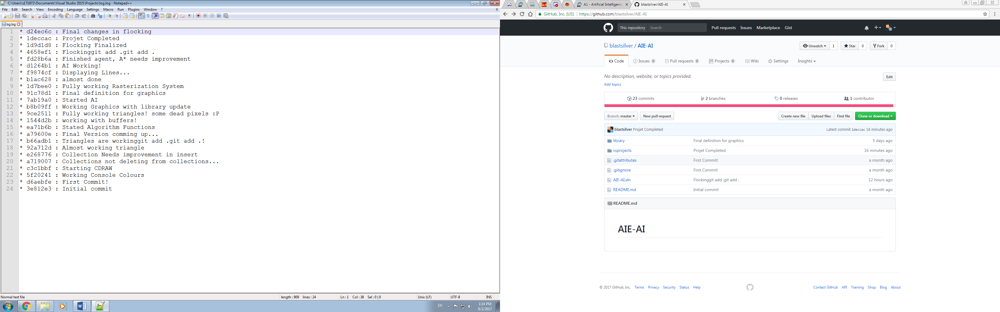 C:\Users\s171872\Documents\Visual Studio 2015\Projects\log.log - Notepad++
File Edit Search View Encoding Language Settings Macro Run Plugins Window ? X
log.log
1 * d24ec6c : Final changes in flocking
2 * 1deccac : Projet Completed
3 * 1d9d1d8 : Flocking Finalized
4 * 4658ef1 : Flockinggit add .git add .
5 * fd28b6a : Finished agent, A* needs improvement
6 * d1264b1 : AI Working!
7 * f9874cf : Displaying Lines...
8 * b1ac628 : almost done
9 * 1d7bee0 : Fully working Rasterization System
10 * 91c78d1 : Final definition for graphics
11 * 7ab19a0 : Started AI
12 * b8b09ff : Working Graphics with library update
13 * 9ce2511 : Fully working triangles! some dead pixels :P
14 * 1544d2b : working with buffers!
15 * ea71b6b : Stated Algorithm Functions
16 * a79600e : Final Version comming up...
17 * b66adb1 : Triangles are workinggit add .git add .!
18 * 92a712d : Almost working triangle
19 * e268776 : Collection Needs improvement in insert
20 * a719007 : Collections not deleting from collections...
21 * c3c1bbf : Starting CDRAW
22 * 5f20241 : Working Console Colours
23 * d6aebfe : First Commit!
24 * 3e812e3 : Initial commit
Normal text file length : 909 lines : 24 Ln : 1 Col : 38 Sel : 0 | 0 Unix (LF) UTF-8 INS
EN 1:14 PM
8/2/2017
A1 - Artificial Intelligence blastsilver/AIE-AI
GitHub, Inc. [US] https://github.com/blastsilver/AIE-AI
This repository Search Pull requests Issues Marketplace Gist
blastsilver / AIE-AI Unwatch 1 Star 0 Fork 0
Code Issues 0 Pull requests 0 Projects 0 Wiki Settings Insights
No description, website, or topics provided. Edit
Add topics
23 commits 2 branches 0 releases 1 contributor
Branch: master New pull request Create new file Upload files Find file Clone or download
blastsilver Projet Completed Latest commit 1deccac 16 minutes ago
library Final definition for graphics 5 days ago
vsprojects Projet Completed 16 minutes ago
.gitattributes First Commit! a month ago
.gitignore First Commit! a month ago
AIE-AI.sln Flockinggit add .git add . 12 hours ago
README.md Initial commit a month ago
README.md
AIE-AI
© 2017 GitHub, Inc. Terms Privacy Security Status Help Contact GitHub API Training Shop Blog About